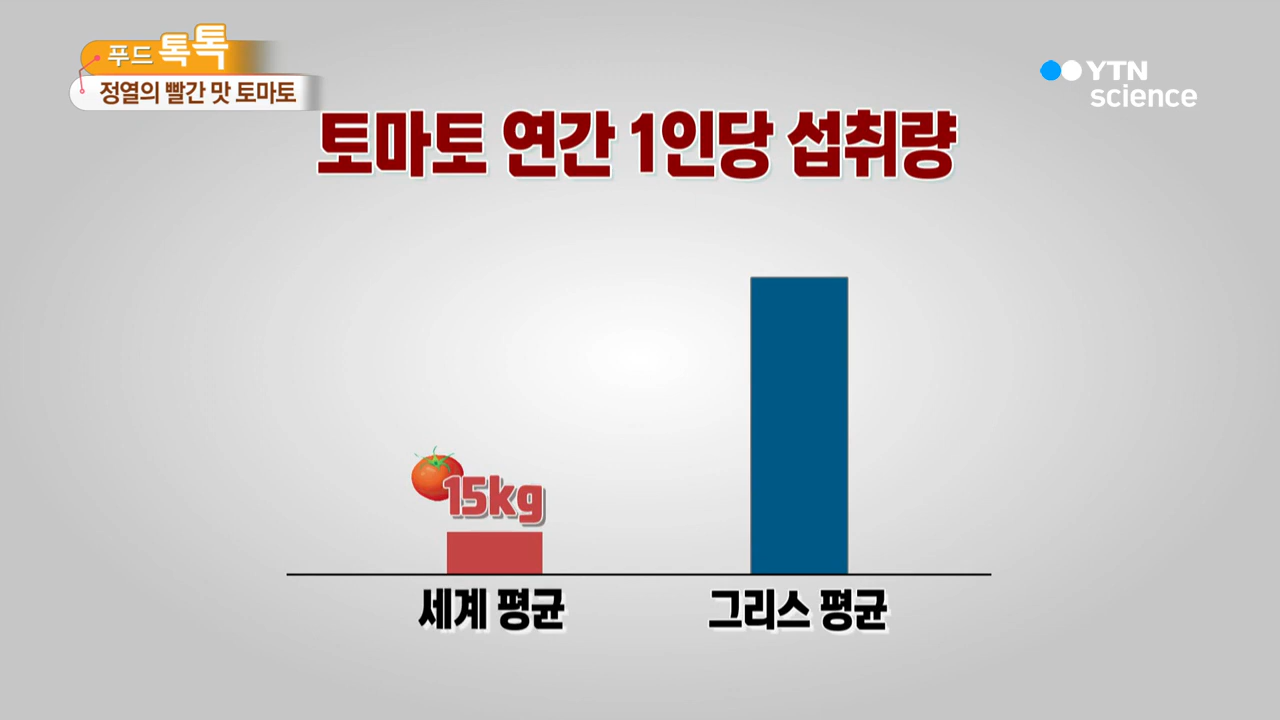 푸드 톡톡
정열의 빨간 맛 토마토
YTN
science
토마토 연간 1인당 섭취량
15kg
세계 평균
그리스 평균